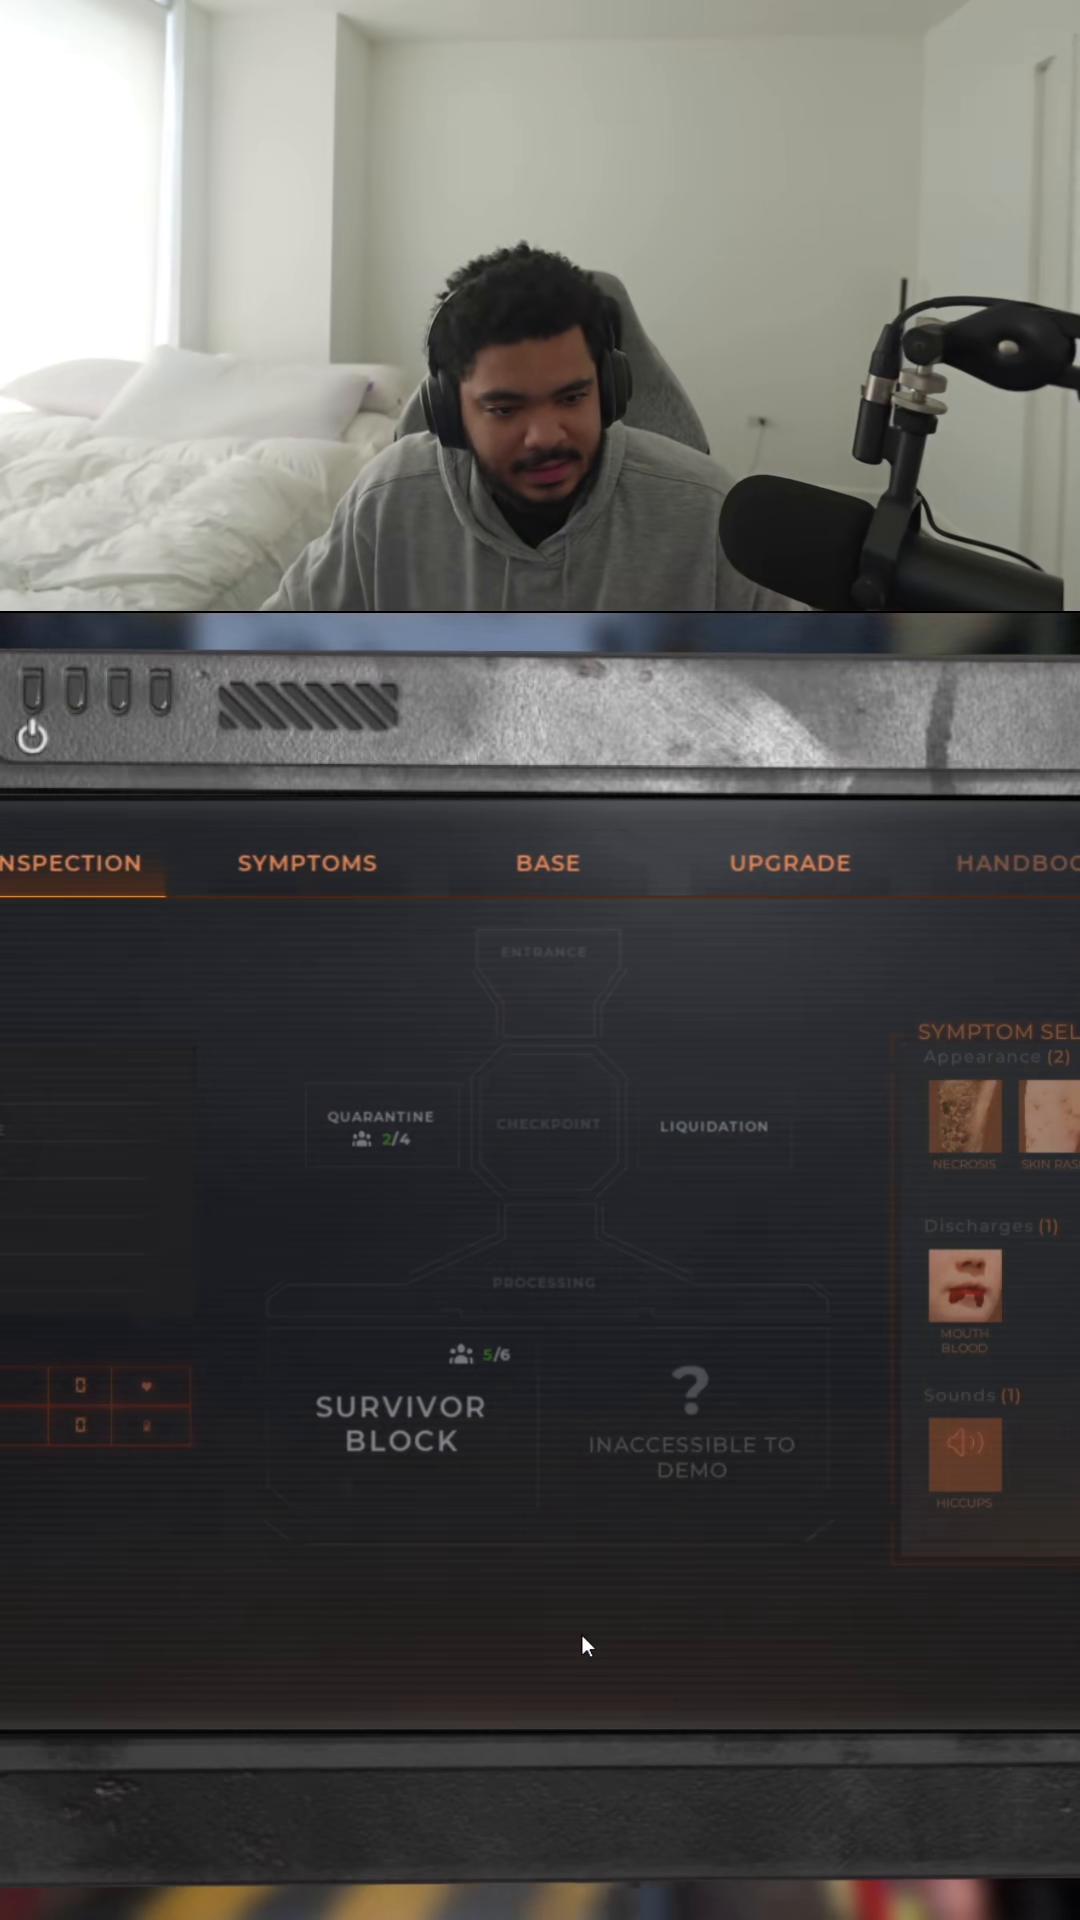 NSPECTION
SYMPTOMS
BASE
UPGRADE
HANDBOO
ENTRANCE
QUARANTINE
2/4
CHECKPOINT
LIQUIDATION
PROCESSING
5/6
SURVIVOR
BLOCK
?
INACCESSIBLE TO
DEMO
SYMPTOM SEL
Appearance (2)
NECROSIS
SKIN RAS
Discharges (1)
MOUTH
BLOOD
Sounds (1)
HICCUPS